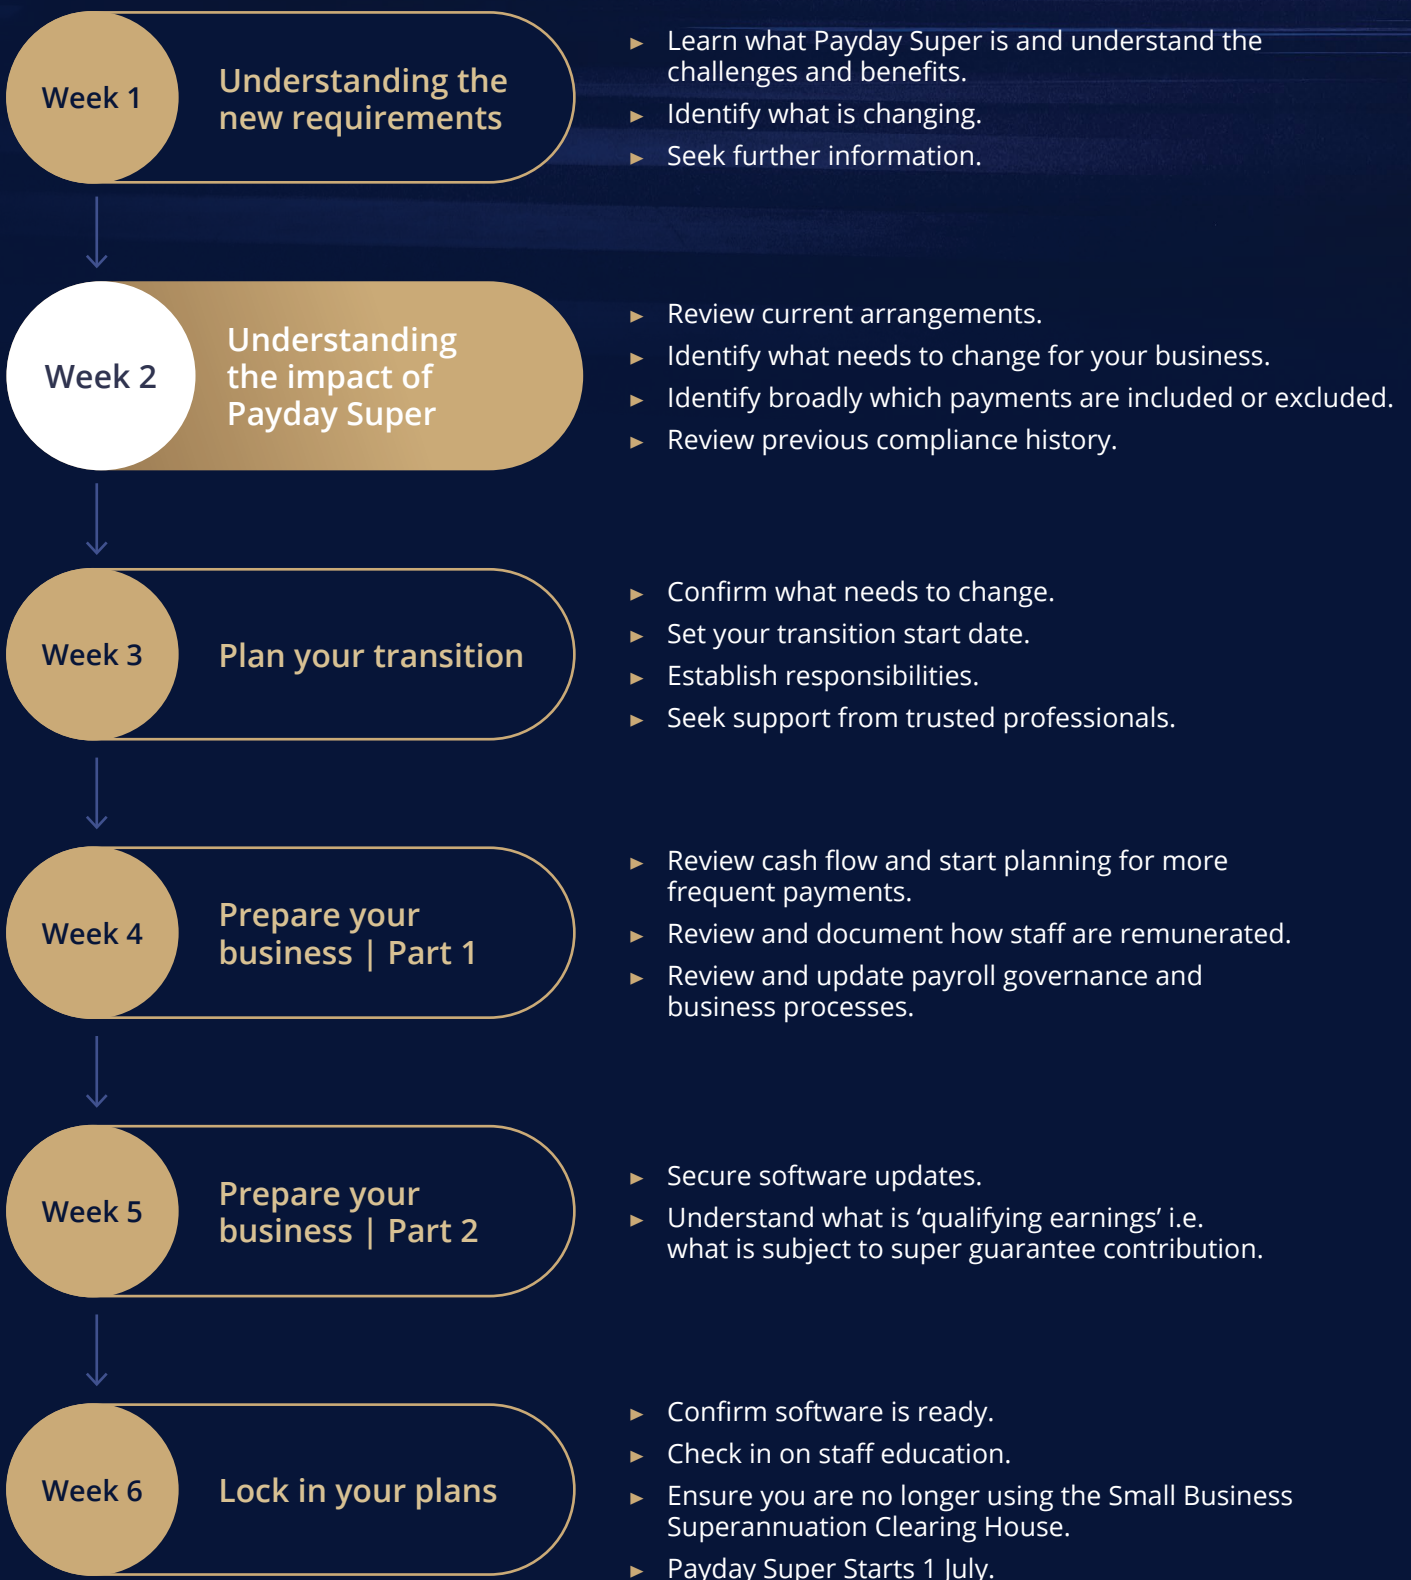 Week 1
Understanding the
new requirements
► Learn what Payday Super is and understand the
challenges and benefits.
► Identify what is changing.
► Seek further information.
Week 2
Understanding
the impact of
Payday Super
► Review current arrangements.
► Identify what needs to change for your business.
► Identify broadly which payments are included or excluded.
► Review previous compliance history.
Week 3
Plan your transition
► Confirm what needs to change.
► Set your transition start date.
► Establish responsibilities.
► Seek support from trusted professionals.
Week 4
Prepare your
business | Part 1
► Review cash flow and start planning for more
frequent payments.
► Review and document how staff are remunerated.
► Review and update payroll governance and
business processes.
Week 5
Prepare your
business | Part 2
► Secure software updates.
► Understand what is ‘qualifying earnings’ i.e.
what is subject to super guarantee contribution.
Week 6
Lock in your plans
► Confirm software is ready.
► Check in on staff education.
► Ensure you are no longer using the Small Business
Superannuation Clearing House.
► Payday Super Starts 1 July.